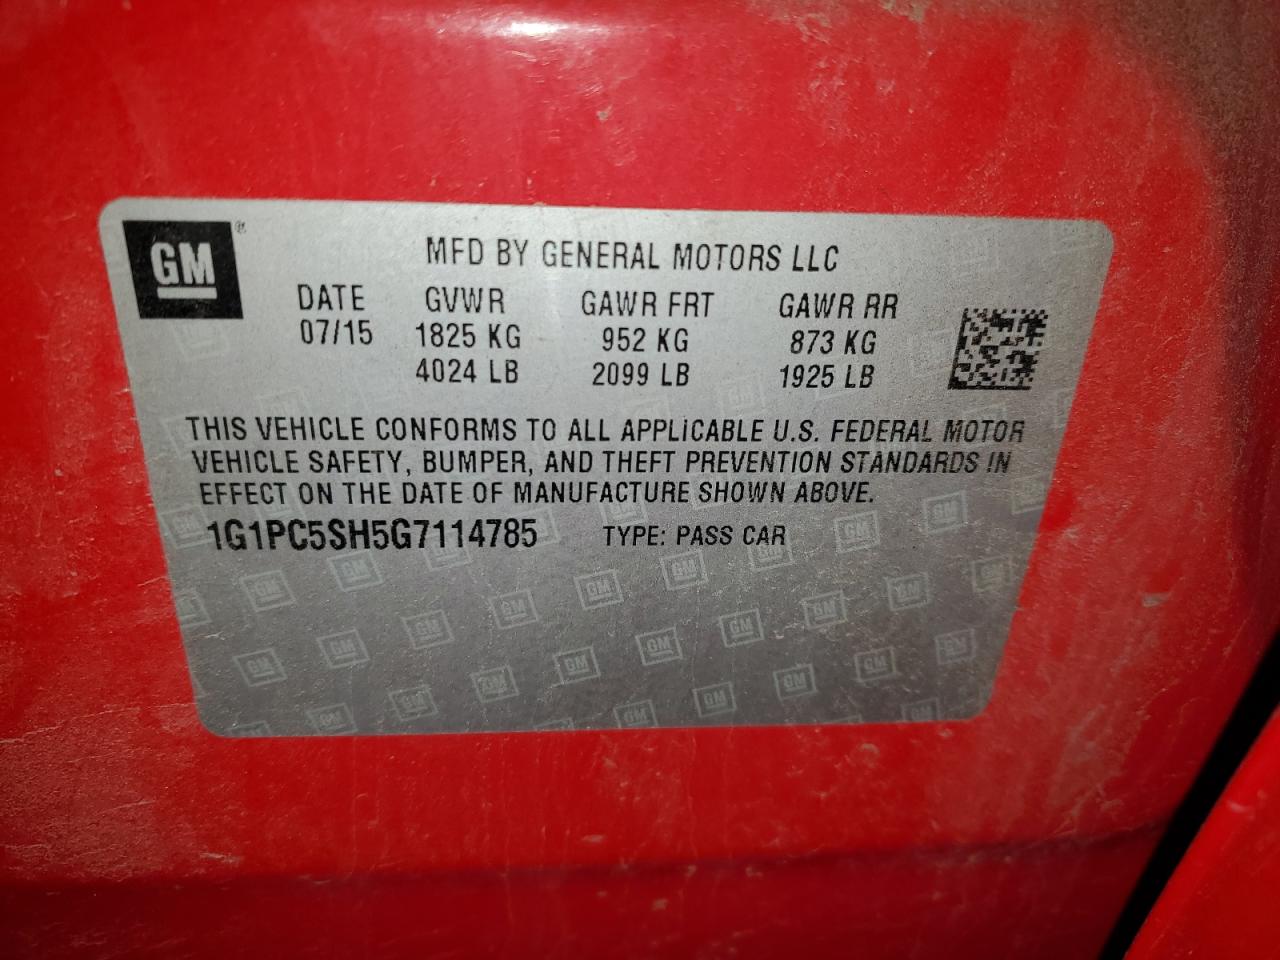 GM®
MFD BY GENERAL MOTORS LLC
DATE GVWR GAWR FRT GAWR RR
07/15 1825 KG 952 KG 873 KG
4024 LB 2099 LB 1925 LB
THIS VEHICLE CONFORMS TO ALL APPLICABLE U.S. FEDERAL MOTOR
VEHICLE SAFETY, BUMPER, AND THEFT PREVENTION STANDARDS IN
EFFECT ON THE DATE OF MANUFACTURE SHOWN ABOVE.
1G1PC5SH5G7114785 TYPE: PASS CAR